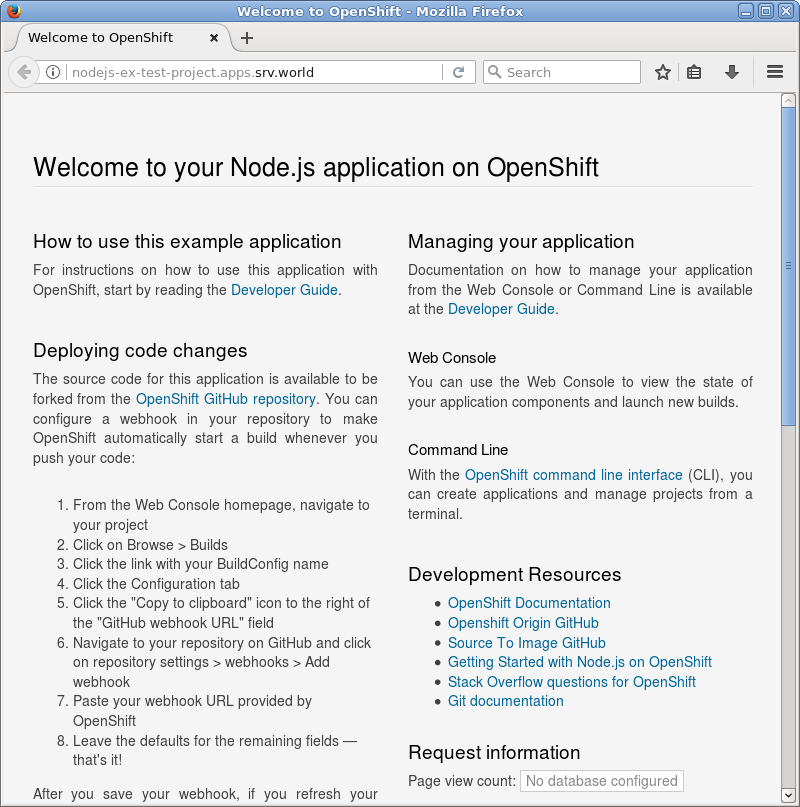 Welcome to OpenShift - Mozilla Firefox
Welcome to OpenShift
nodejs-ex-test-project.apps.srv.world
Search
Welcome to your Node.js application on OpenShift
How to use this example application
For instructions on how to use this application with
OpenShift, start by reading the Developer Guide.
Deploying code changes
The source code for this application is available to be
forked from the OpenShift GitHub repository. You can
configure a webhook in your repository to make
OpenShift automatically start a build whenever you
push your code:
1. From the Web Console homepage, navigate to
your project
2. Click on Browse > Builds
3. Click the link with your BuildConfig name
4. Click the Configuration tab
5. Click the "Copy to clipboard" icon to the right of
the "GitHub webhook URL" field
6. Navigate to your repository on GitHub and click
on repository settings > webhooks > Add
webhook
7. Paste your webhook URL provided by
OpenShift
8. Leave the defaults for the remaining fields —
that's it!
After you save your webhook, if you refresh your
Managing your application
Documentation on how to manage your application
from the Web Console or Command Line is available
at the Developer Guide.
Web Console
You can use the Web Console to view the state of
your application components and launch new builds.
Command Line
With the OpenShift command line interface (CLI), you
can create applications and manage projects from a
terminal.
Development Resources
• OpenShift Documentation
• Openshift Origin GitHub
• Source To Image GitHub
• Getting Started with Node.js on OpenShift
• Stack Overflow questions for OpenShift
• Git documentation
Request information
Page view count: No database configured